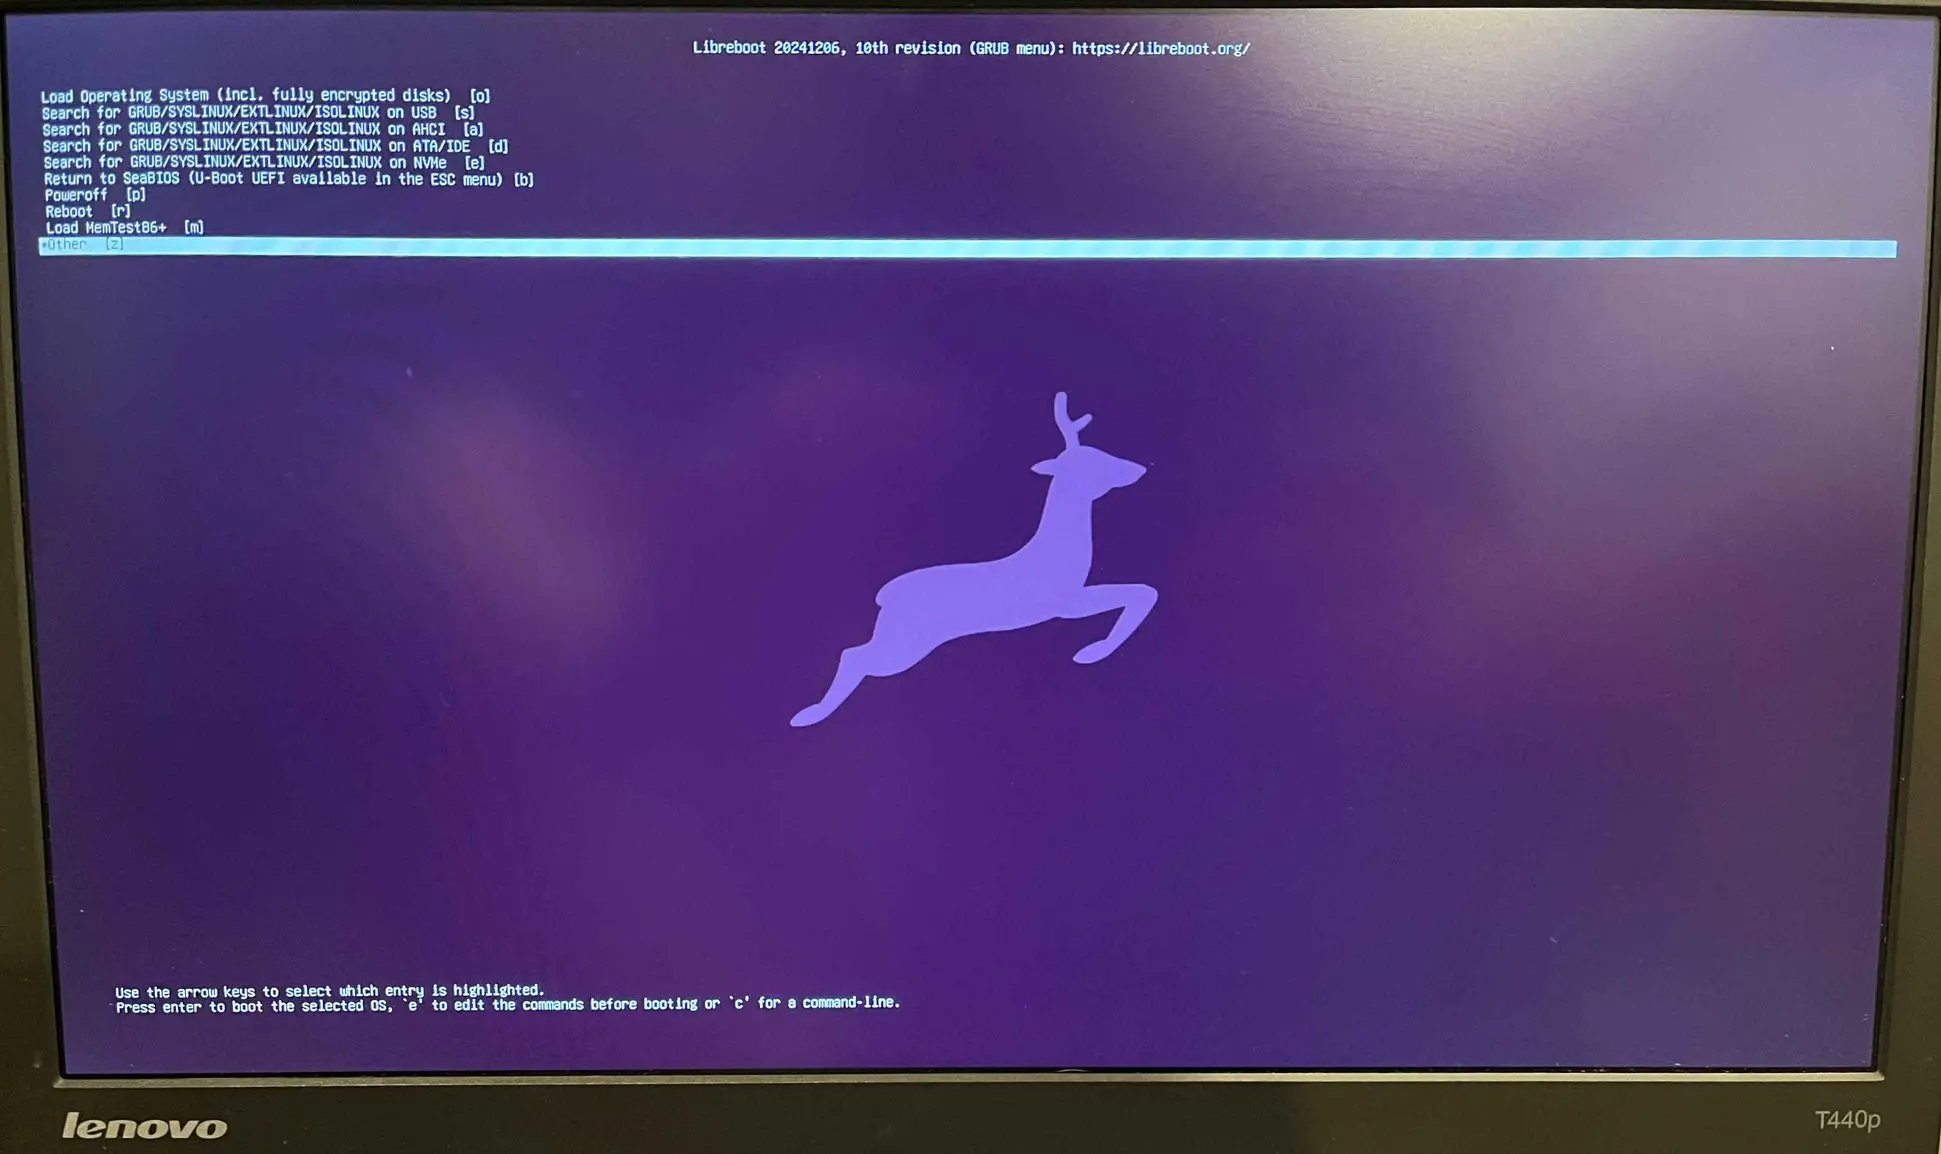 Libreboot 20241206, 10th revision (GRUB menu): https://libreboot.org/
Load Operating System (incl. fully encrypted disks)  [o]
Search for GRUB/SYSLINUX/EXTLINUX/ISOLINUX on USB  [s]
Search for GRUB/SYSLINUX/EXTLINUX/ISOLINUX on AHCI  [a]
Search for GRUB/SYSLINUX/EXTLINUX/ISOLINUX on ATA/IDE  [d]
Search for GRUB/SYSLINUX/EXTLINUX/ISOLINUX on NVMe  [e]
Return to SeaBIOS (U-Boot UEFI available in the ESC menu) [b]
Poweroff  [p]
Reboot  [r]
Load MemTest86+  [m]
*Other  [z]
Use the arrow keys to select which entry is highlighted.
Press enter to boot the selected OS, `e' to edit the commands before booting or `c' for a command-line.
lenovo
T440p